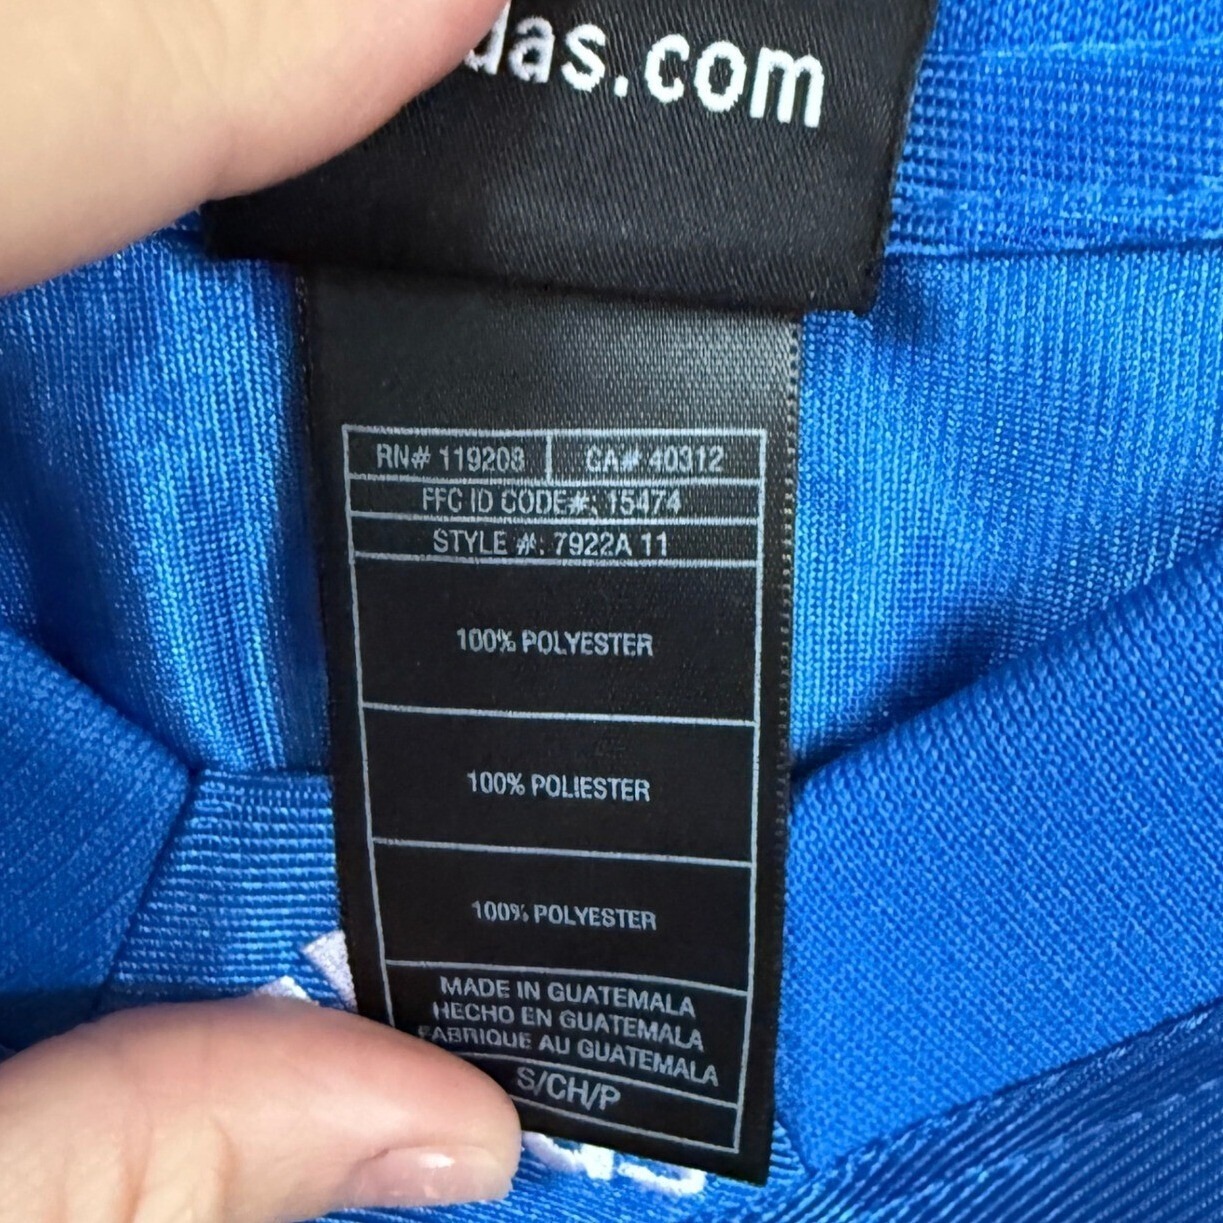 das.com
RN# 119208 CA# 40312
FFC ID CODE#: 15474
STYLE #: 7922A 11
100% POLYESTER
100% POLIESTER
100% POLYESTER
MADE IN GUATEMALA
HECHO EN GUATEMALA
FABRIQUE AU GUATEMALA
S/CH/P